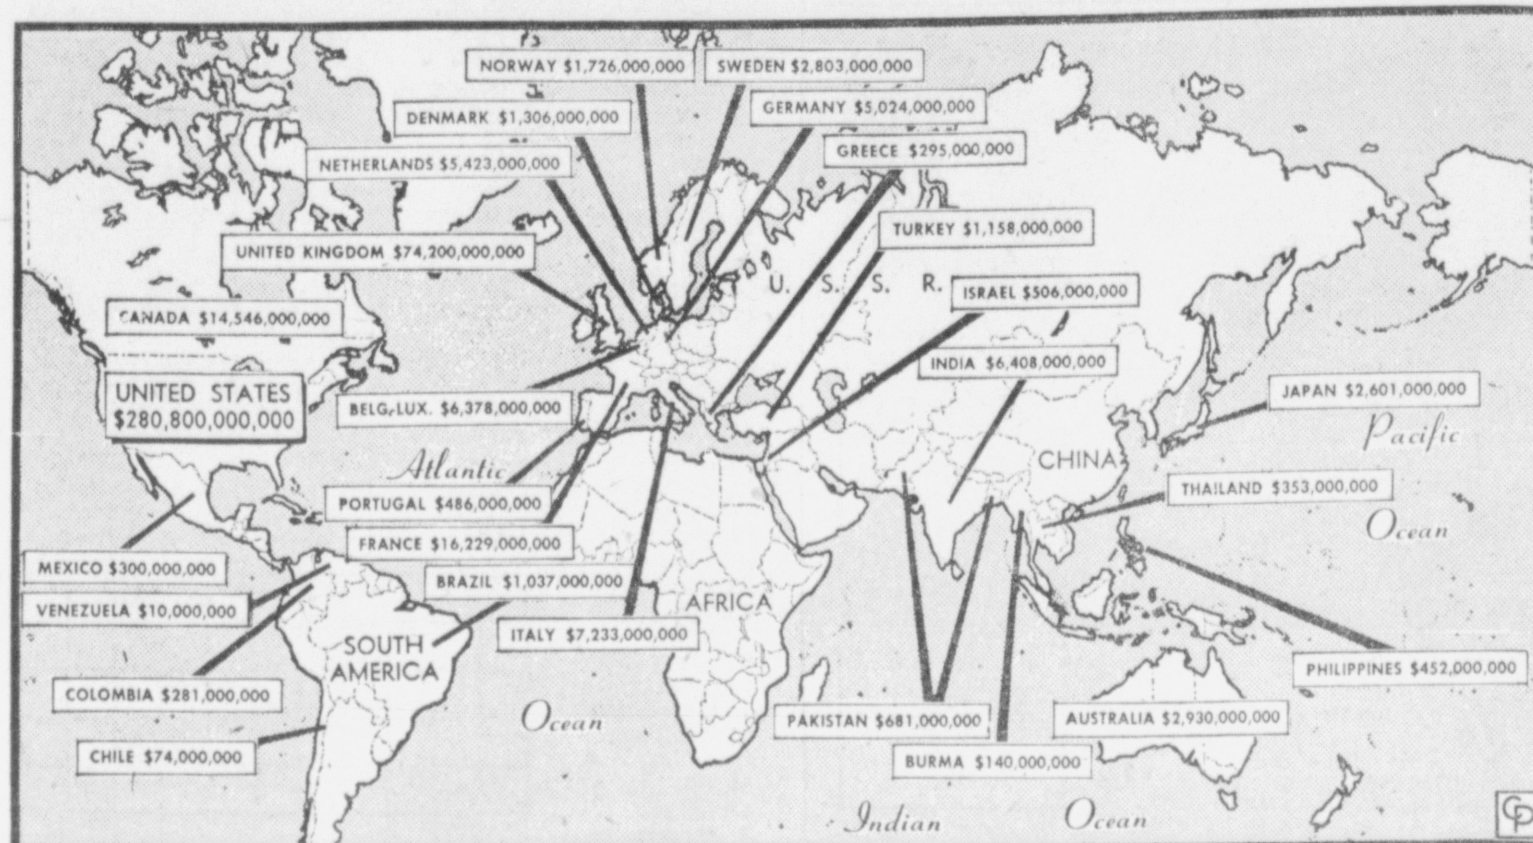 NORWAY $1,726,000,000
SWEDEN $2,803,000,000
DENMARK $1,306,000,000
GERMANY $5,024,000,000
NETHERLANDS $5,423,000,000
GREECE $295,000,000
UNITED KINGDOM $74,200,000,000
TURKEY $1,158,000,000
U. S. S. R.
ISRAEL $506,000,000
CANADA $14,546,000,000
INDIA $6,408,000,000
UNITED STATES
$280,800,000,000
BELG.LUX. $6,378,000,000
JAPAN $2,601,000,000
Pacific
Ocean
Atlantic
CHINA
PORTUGAL $486,000,000
THAILAND $353,000,000
FRANCE $16,229,000,000
MEXICO $300,000,000
BRAZIL $1,037,000,000
VENEZUELA $10,000,000
AFRICA
ITALY $7,233,000,000
SOUTH
AMERICA
PHILIPPINES $452,000,000
COLOMBIA $281,000,000
Ocean
PAKISTAN $681,000,000
AUSTRALIA $2,930,000,000
CHILE $74,000,000
BURMA $140,000,000
Indian Ocean
CP